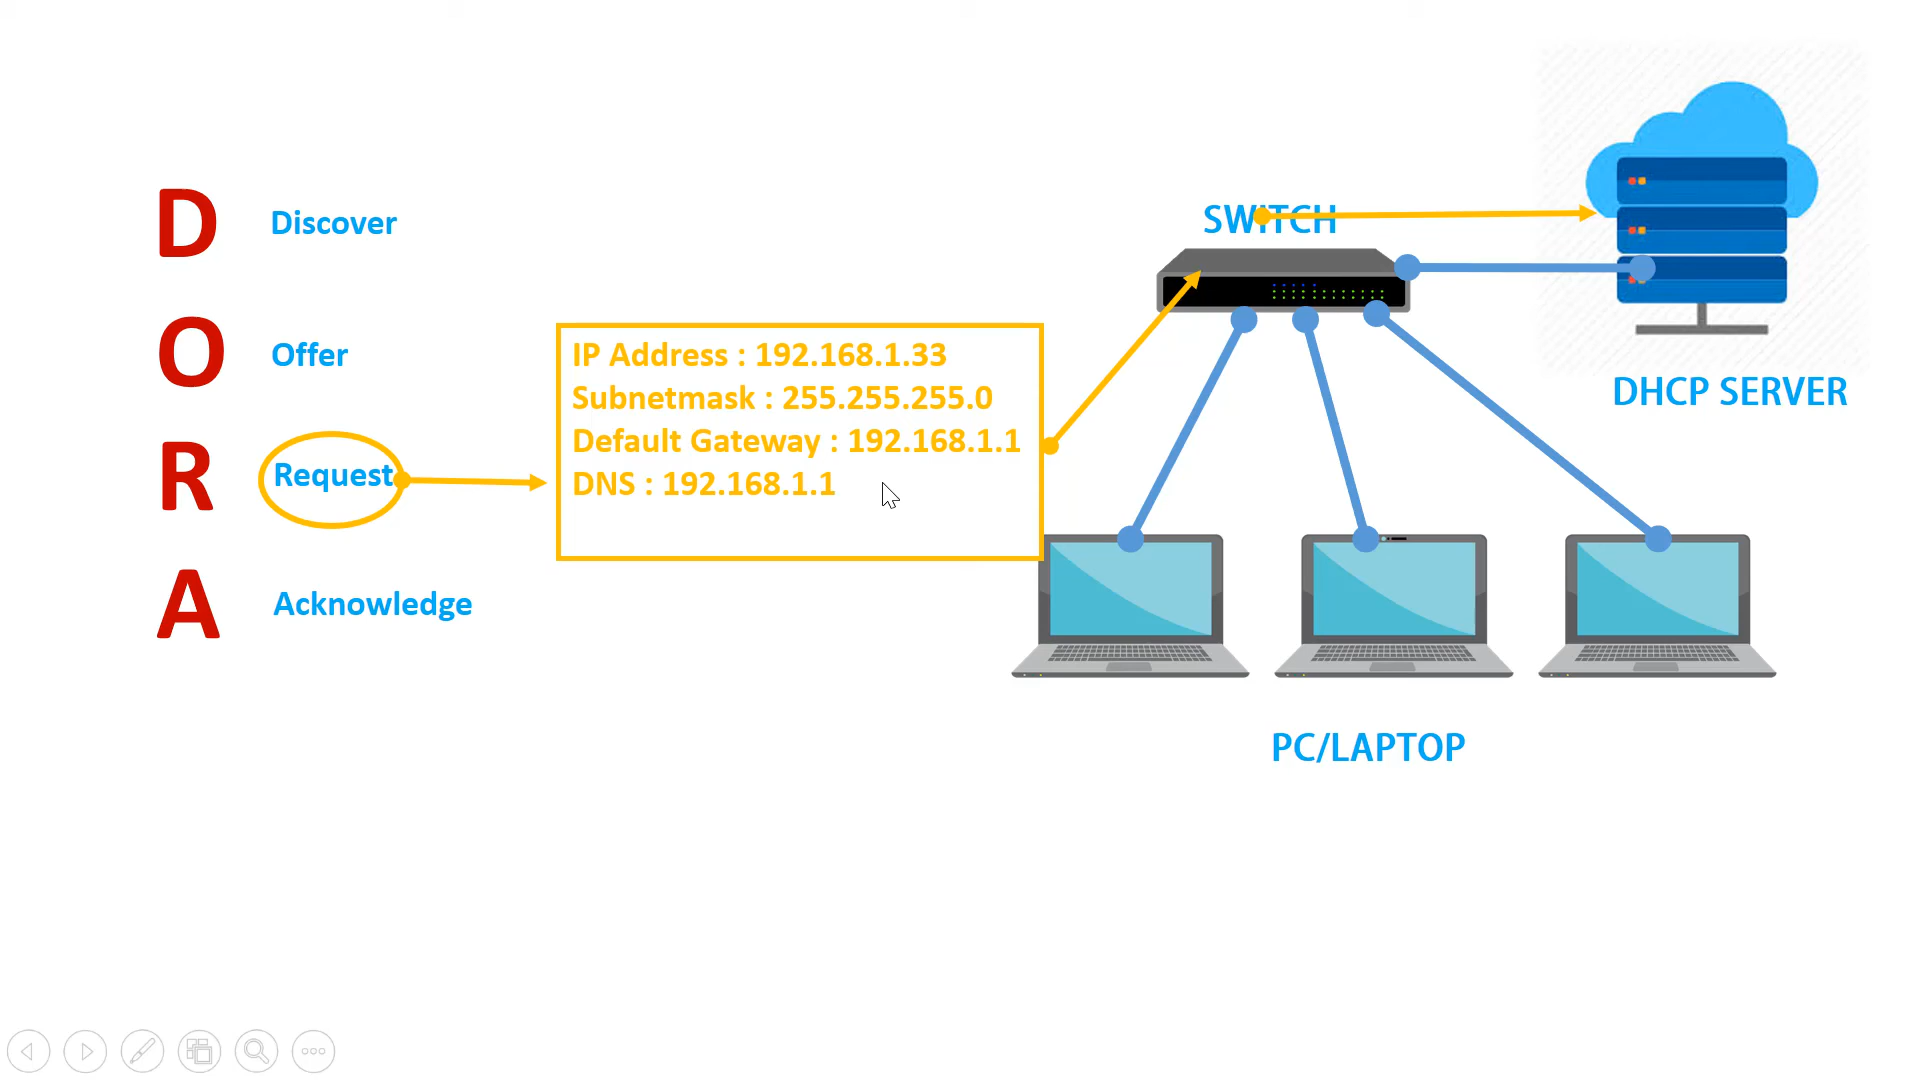 D Discover
O Offer
R Request
A Acknowledge
IP Address : 192.168.1.33
Subnetmask : 255.255.255.0
Default Gateway : 192.168.1.1
DNS : 192.168.1.1
SWITCH
DHCP SERVER
PC/LAPTOP